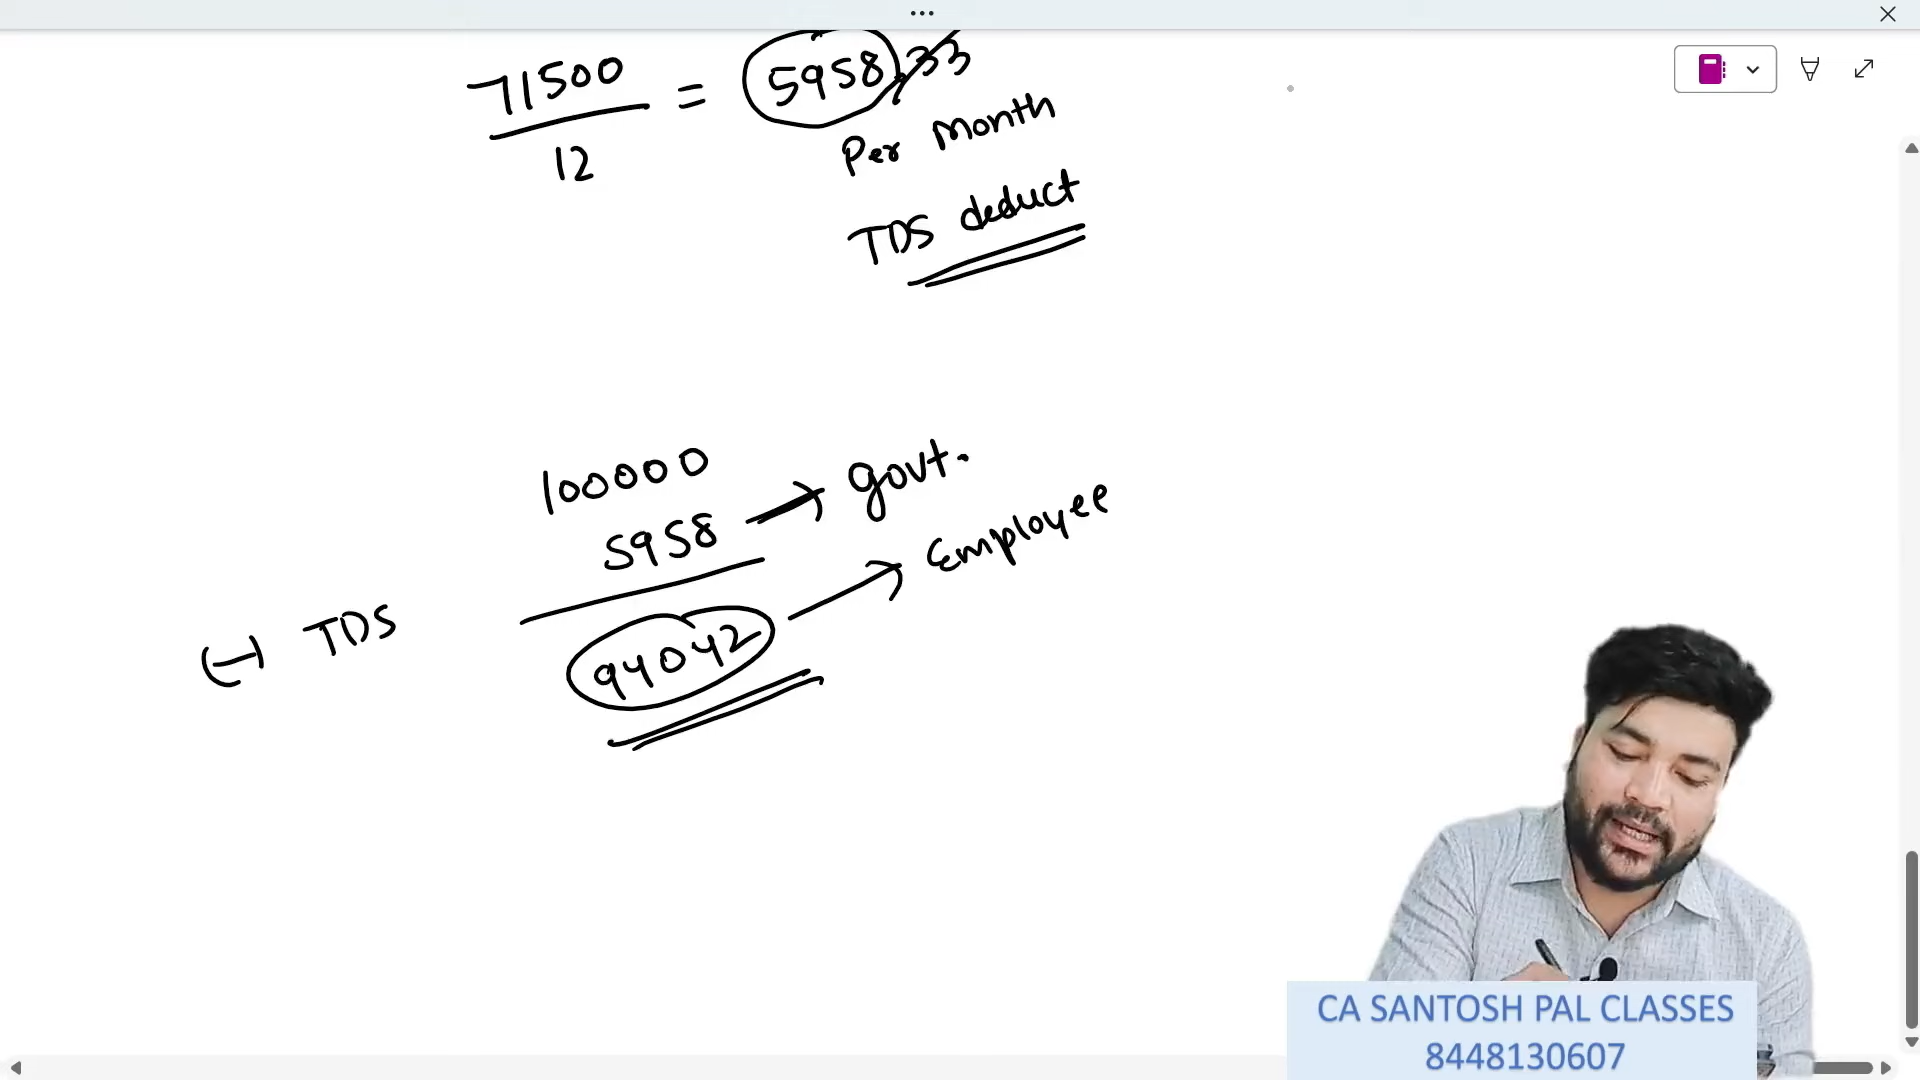 71500
12
= 5958.33
Per Month
TDS deduct
100000
5958 → govt.
(-) TDS
94042 → Employee
CA SANTOSH PAL CLASSES
8448130607